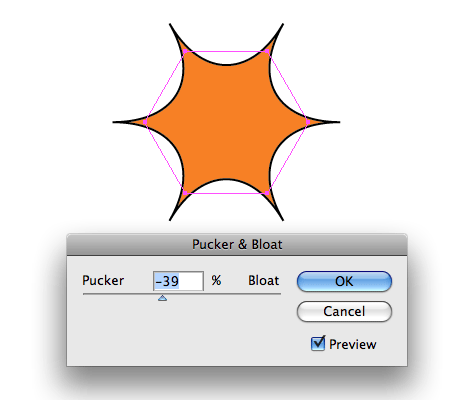 Pucker & Bloat
Pucker -39 % Bloat
OK
Cancel
Preview